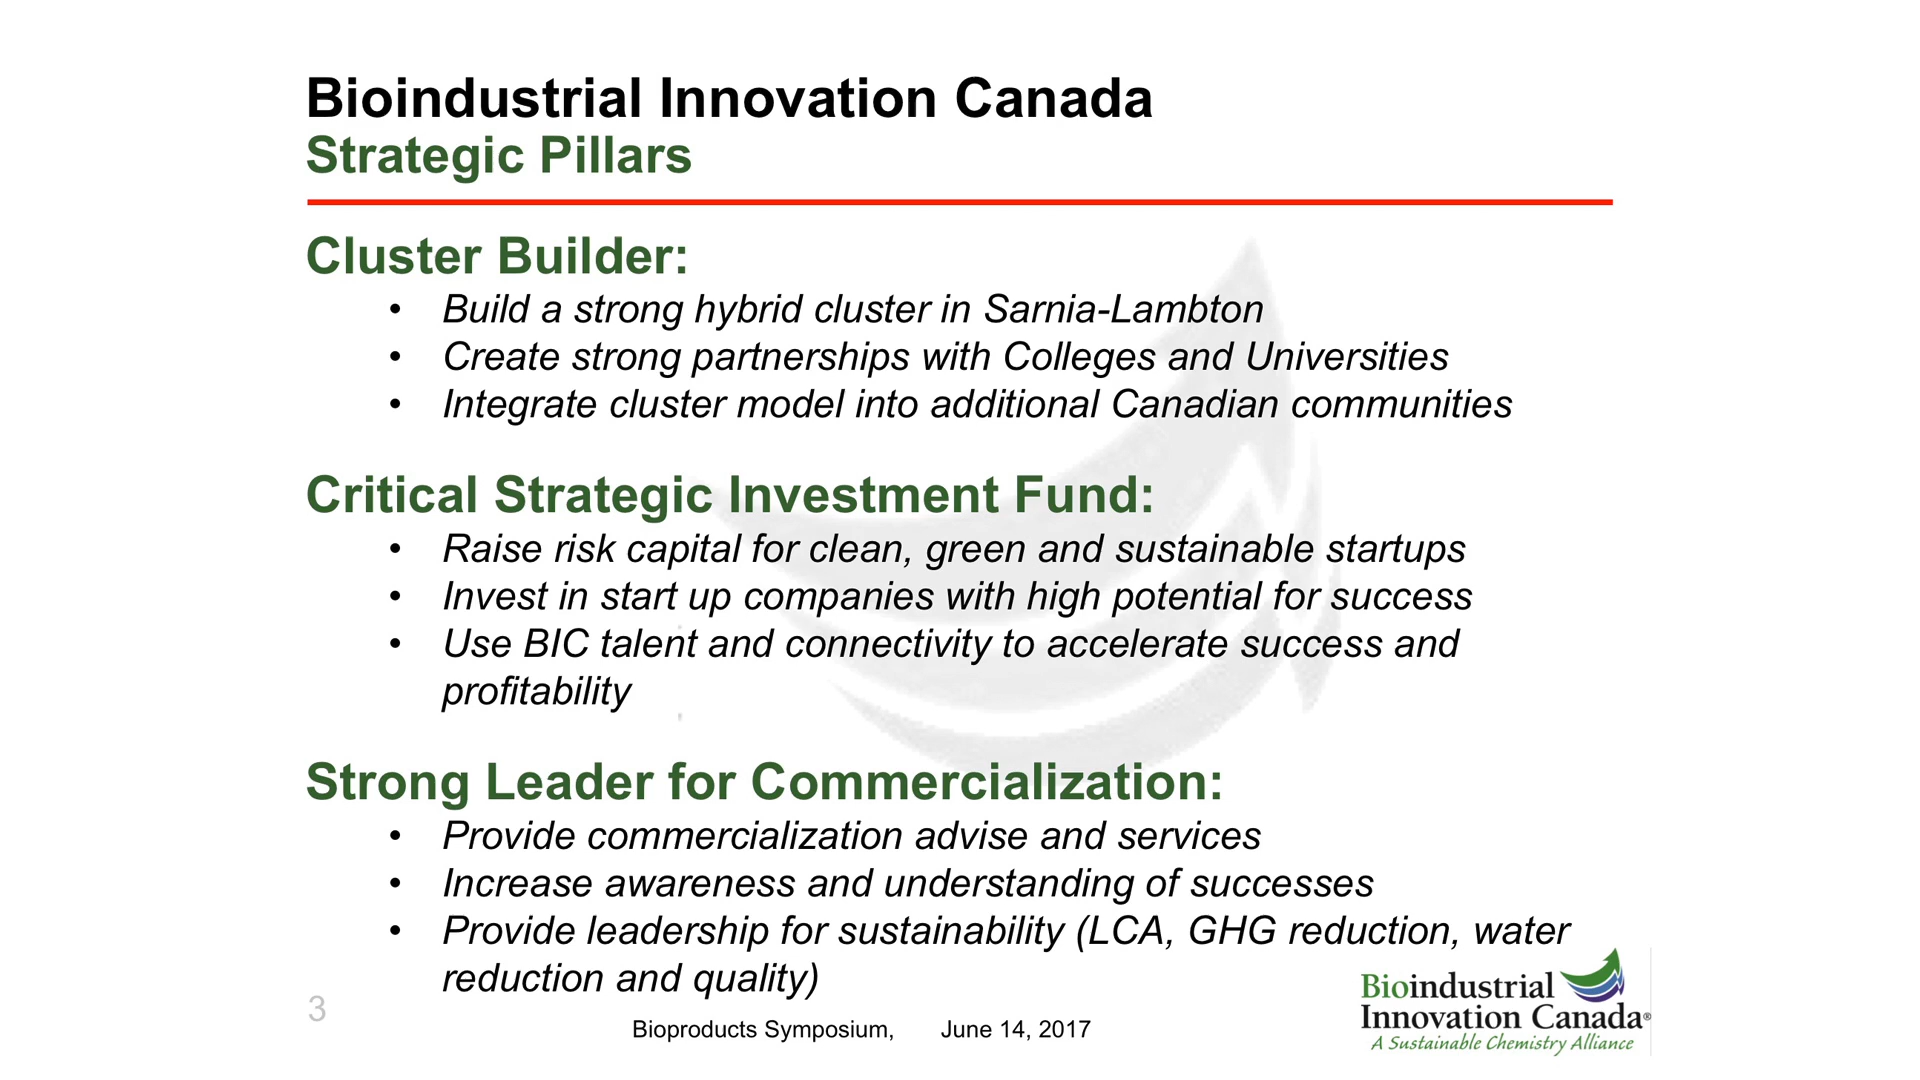 Bioindustrial Innovation Canada
Strategic Pillars
Cluster Builder:
• Build a strong hybrid cluster in Sarnia-Lambton
• Create strong partnerships with Colleges and Universities
• Integrate cluster model into additional Canadian communities
Critical Strategic Investment Fund:
• Raise risk capital for clean, green and sustainable startups
• Invest in start up companies with high potential for success
• Use BIC talent and connectivity to accelerate success and
profitability
Strong Leader for Commercialization:
• Provide commercialization advise and services
• Increase awareness and understanding of successes
• Provide leadership for sustainability (LCA, GHG reduction, water
reduction and quality)
3
Bioproducts Symposium, June 14, 2017
Bioindustrial
Innovation Canada®
A Sustainable Chemistry Alliance